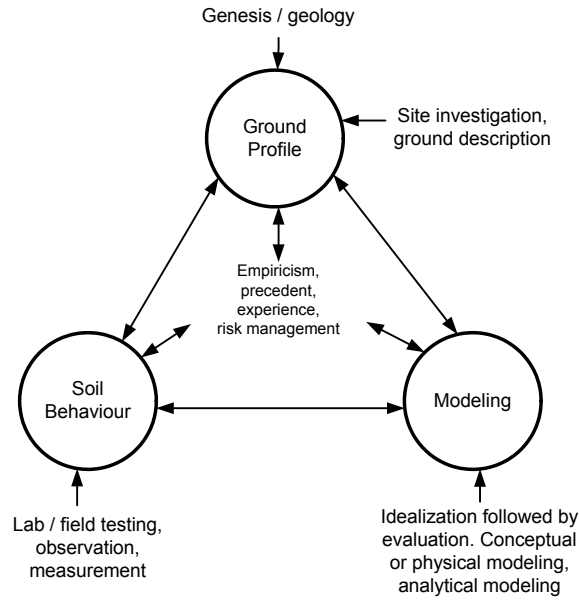 Genesis / geology
Ground
Profile
Site investigation,
ground description
Empiricism,
precedent,
experience,
risk management
Soil
Behaviour
Modeling
Lab / field testing,
observation,
measurement
Idealization followed by
evaluation. Conceptual
or physical modeling,
analytical modeling